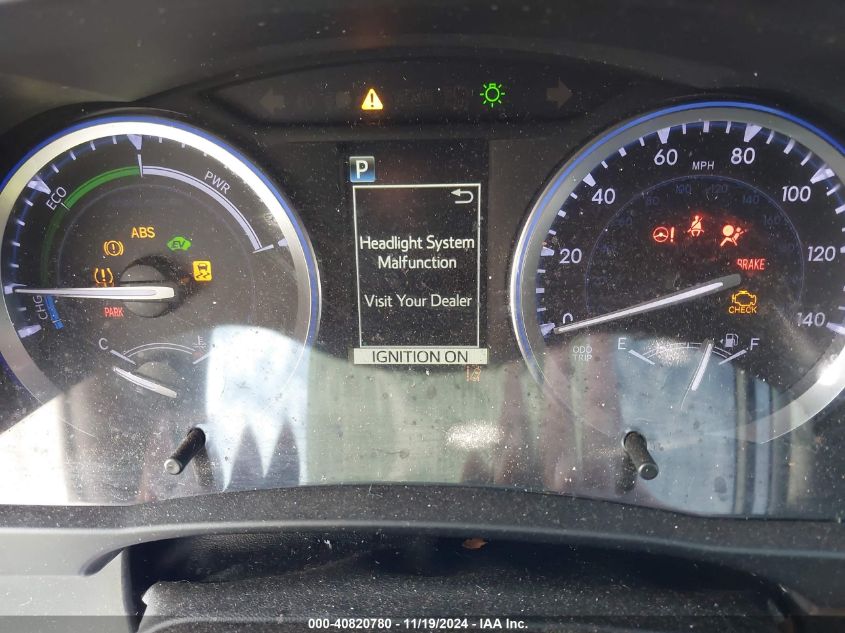 60 MPH 80
ECO PWR P 40 100
ABS Headlight System
EV Malfunction 20 BRAKE 120
CHG Visit Your Dealer
PARK 0 CHECK 140
C IGNITION ON ODO E F
TRIP
000-40820780 - 11/19/2024 - IAA Inc.